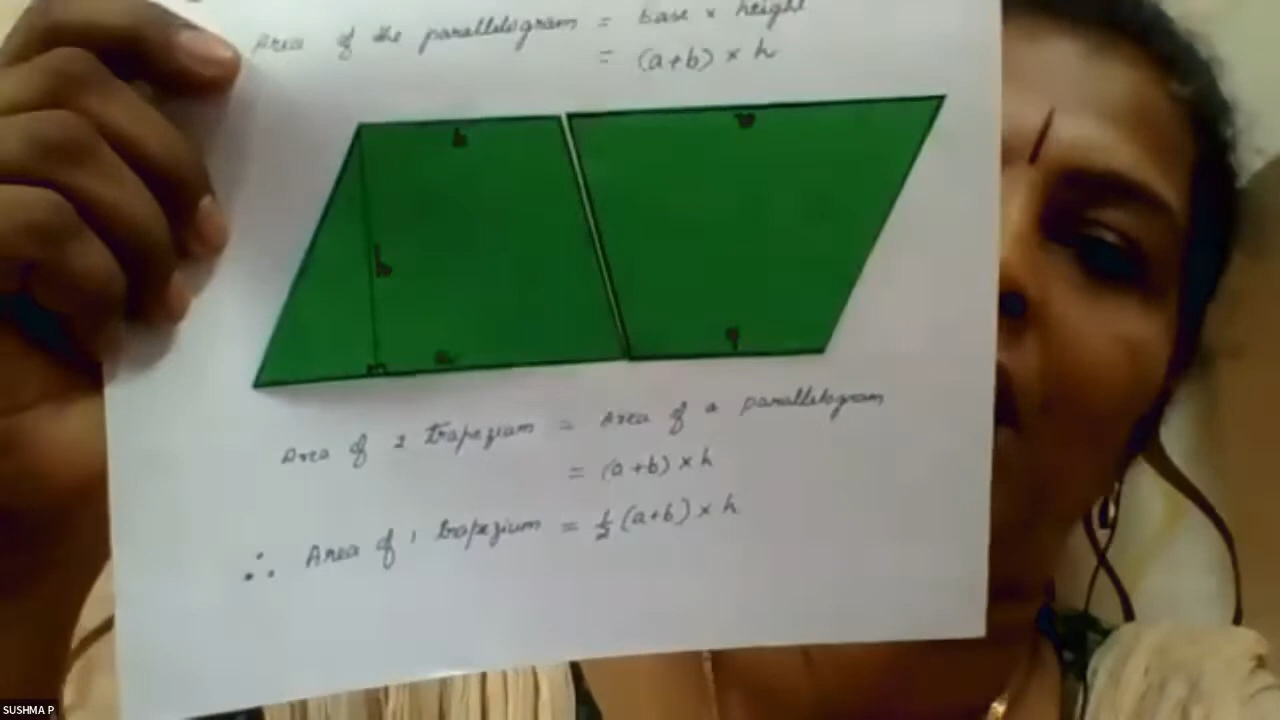 Area of the parallelogram = base × height
= (a+b) × h
b
a
h
a
b
Area of 2 trapezium = Area of a parallelogram
= (a+b) × h
∴ Area of 1 trapezium = 1/2 (a+b) × h
SUSHMA P